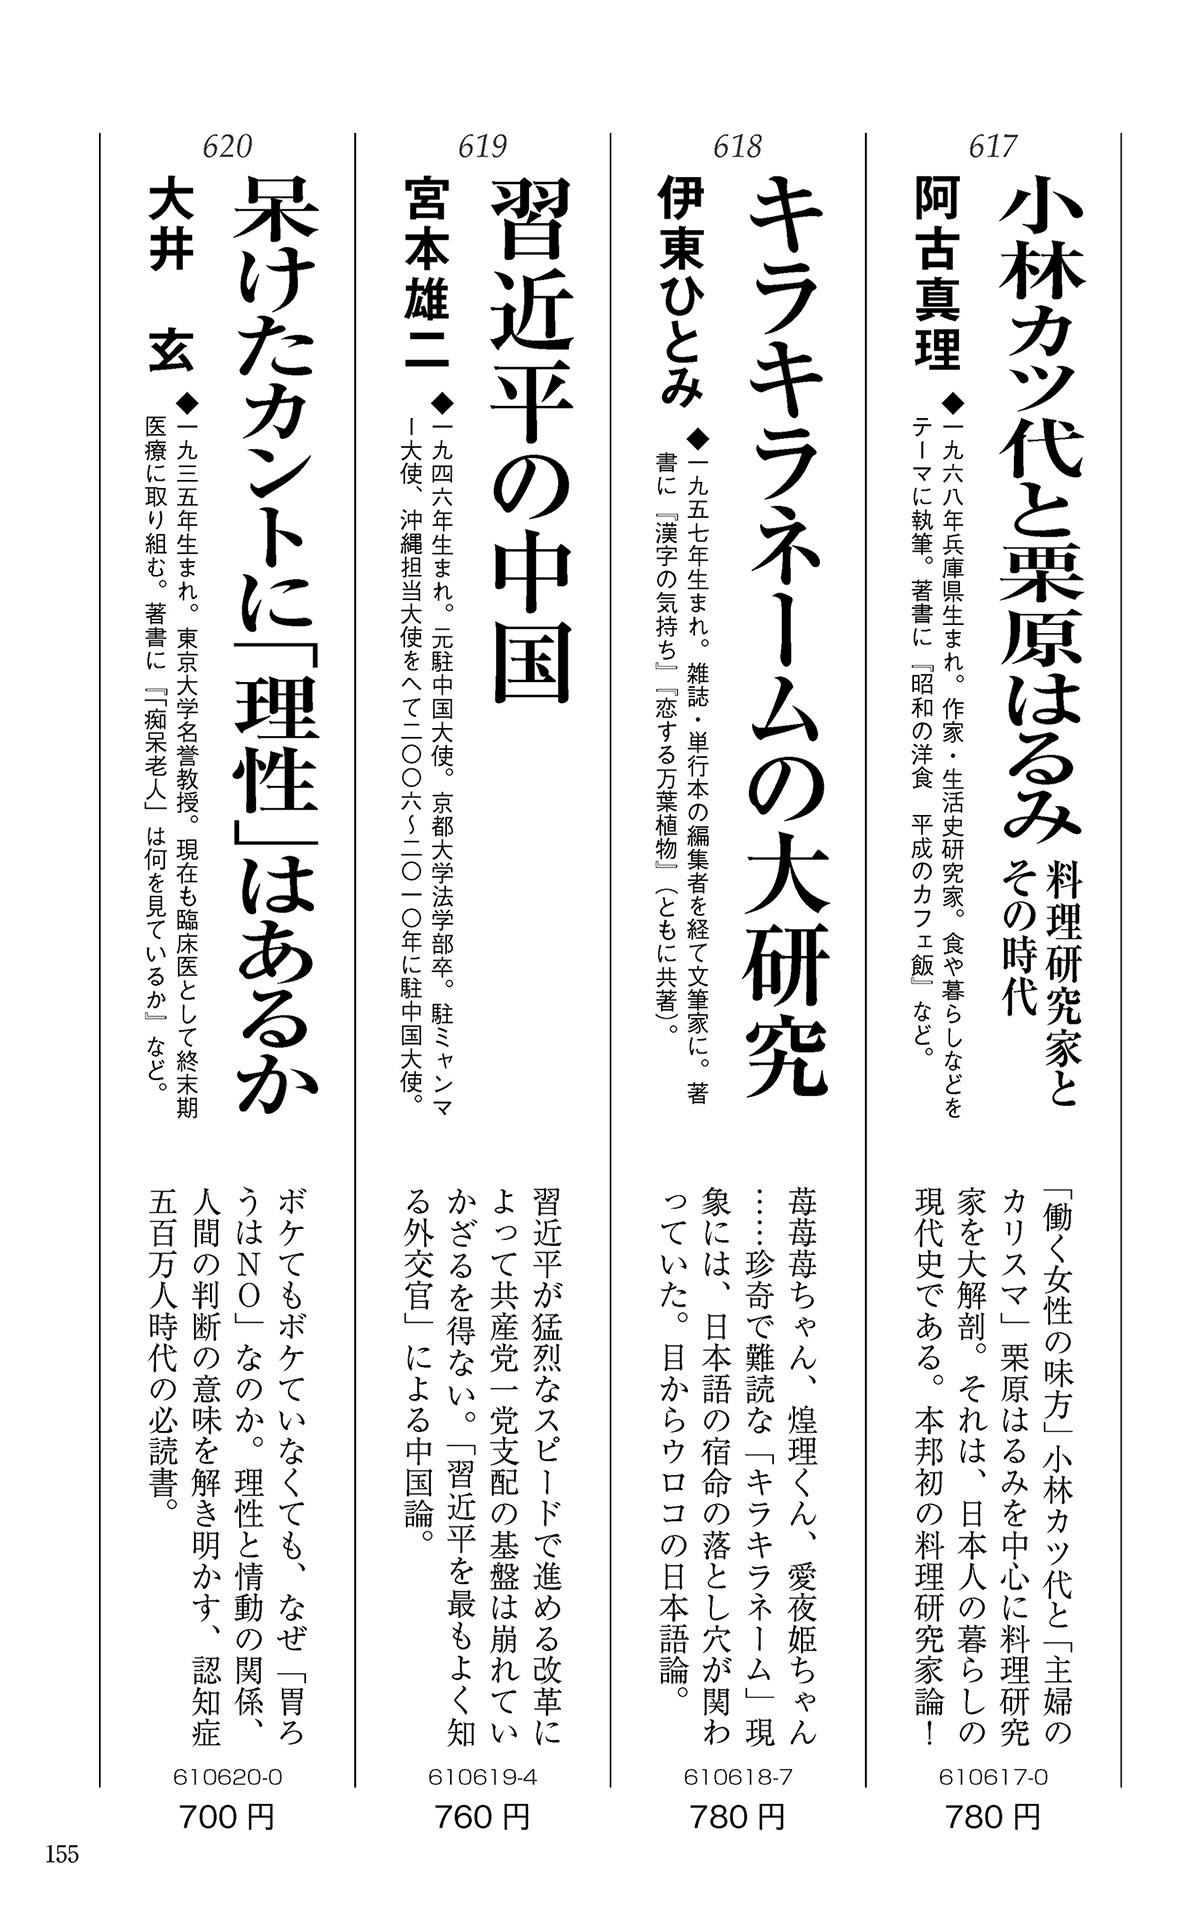 617
小林カツ代と栗原はるみ
料理研究家と
その時代
阿古真理
◆一九六八年兵庫県生まれ。作家・生活史研究家。食や暮らしなどを
テーマに執筆。著書に『昭和の洋食　平成のカフェ飯』など。
「働く女性の味方」小林カツ代と「主婦の
カリスマ」栗原はるみを中心に料理研究
家を大解剖。それは、日本人の暮らしの
現代史である。本邦初の料理研究家論！
610617-0
780円
618
キラキラネームの大研究
伊東ひとみ
◆一九五七年生まれ。雑誌・単行本の編集者を経て文筆家に。著
書に『漢字の気持ち』『恋する万葉植物』（ともに共著）。
苺苺苺ちゃん、煌理くん、愛夜姫ちゃん
……珍奇で難読な「キラキラネーム」現
象には、日本語の宿命の落とし穴が関わ
っていた。目からウロコの日本語論。
610618-7
780円
619
習近平の中国
宮本雄二
◆一九四六年生まれ。元駐中国大使。京都大学法学部卒。駐ミャンマ
ー大使、沖縄担当大使をへて二〇〇六～二〇一〇年に駐中国大使。
習近平が猛烈なスピードで進める改革に
よって共産党一党支配の基盤は崩れてい
かざるを得ない。「習近平を最もよく知
る外交官」による中国論。
610619-4
760円
620
呆けたカントに「理性」はあるか
大井　玄
◆一九三五年生まれ。東京大学名誉教授。現在も臨床医として終末期
医療に取り組む。著書に『「痴呆老人」は何を見ているか』など。
ボケてもボケていなくても、なぜ「胃ろ
うはNO」なのか。理性と情動の関係、
人間の判断の意味を解き明かす、認知症
五百万人時代の必読書。
610620-0
700円
155